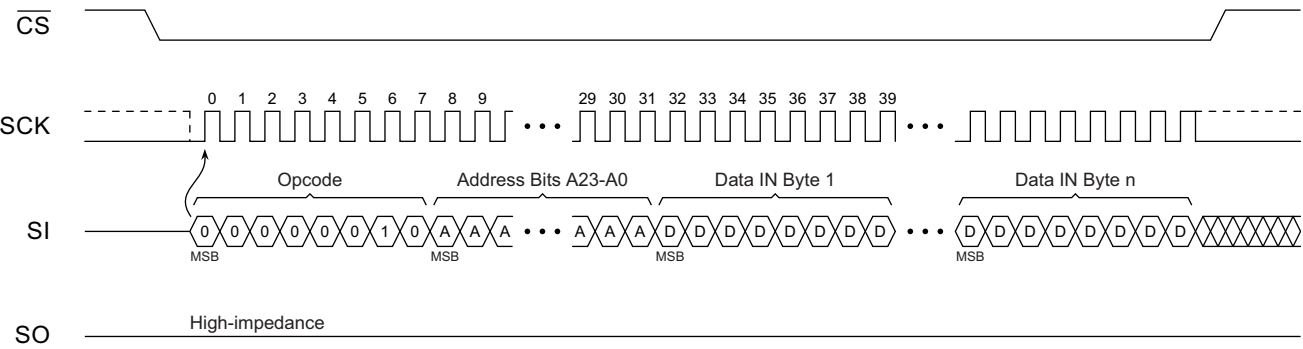 CS
0 1 2 3 4 5 6 7 8 9 29 30 31 32 33 34 35 36 37 38 39
SCK
Opcode Address Bits A23-A0 Data IN Byte 1 Data IN Byte n
SI 0 0 0 0 0 0 1 0 A A A A A A D D D D D D D D D D D D D D D D
MSB MSB MSB MSB
High-impedance
SO